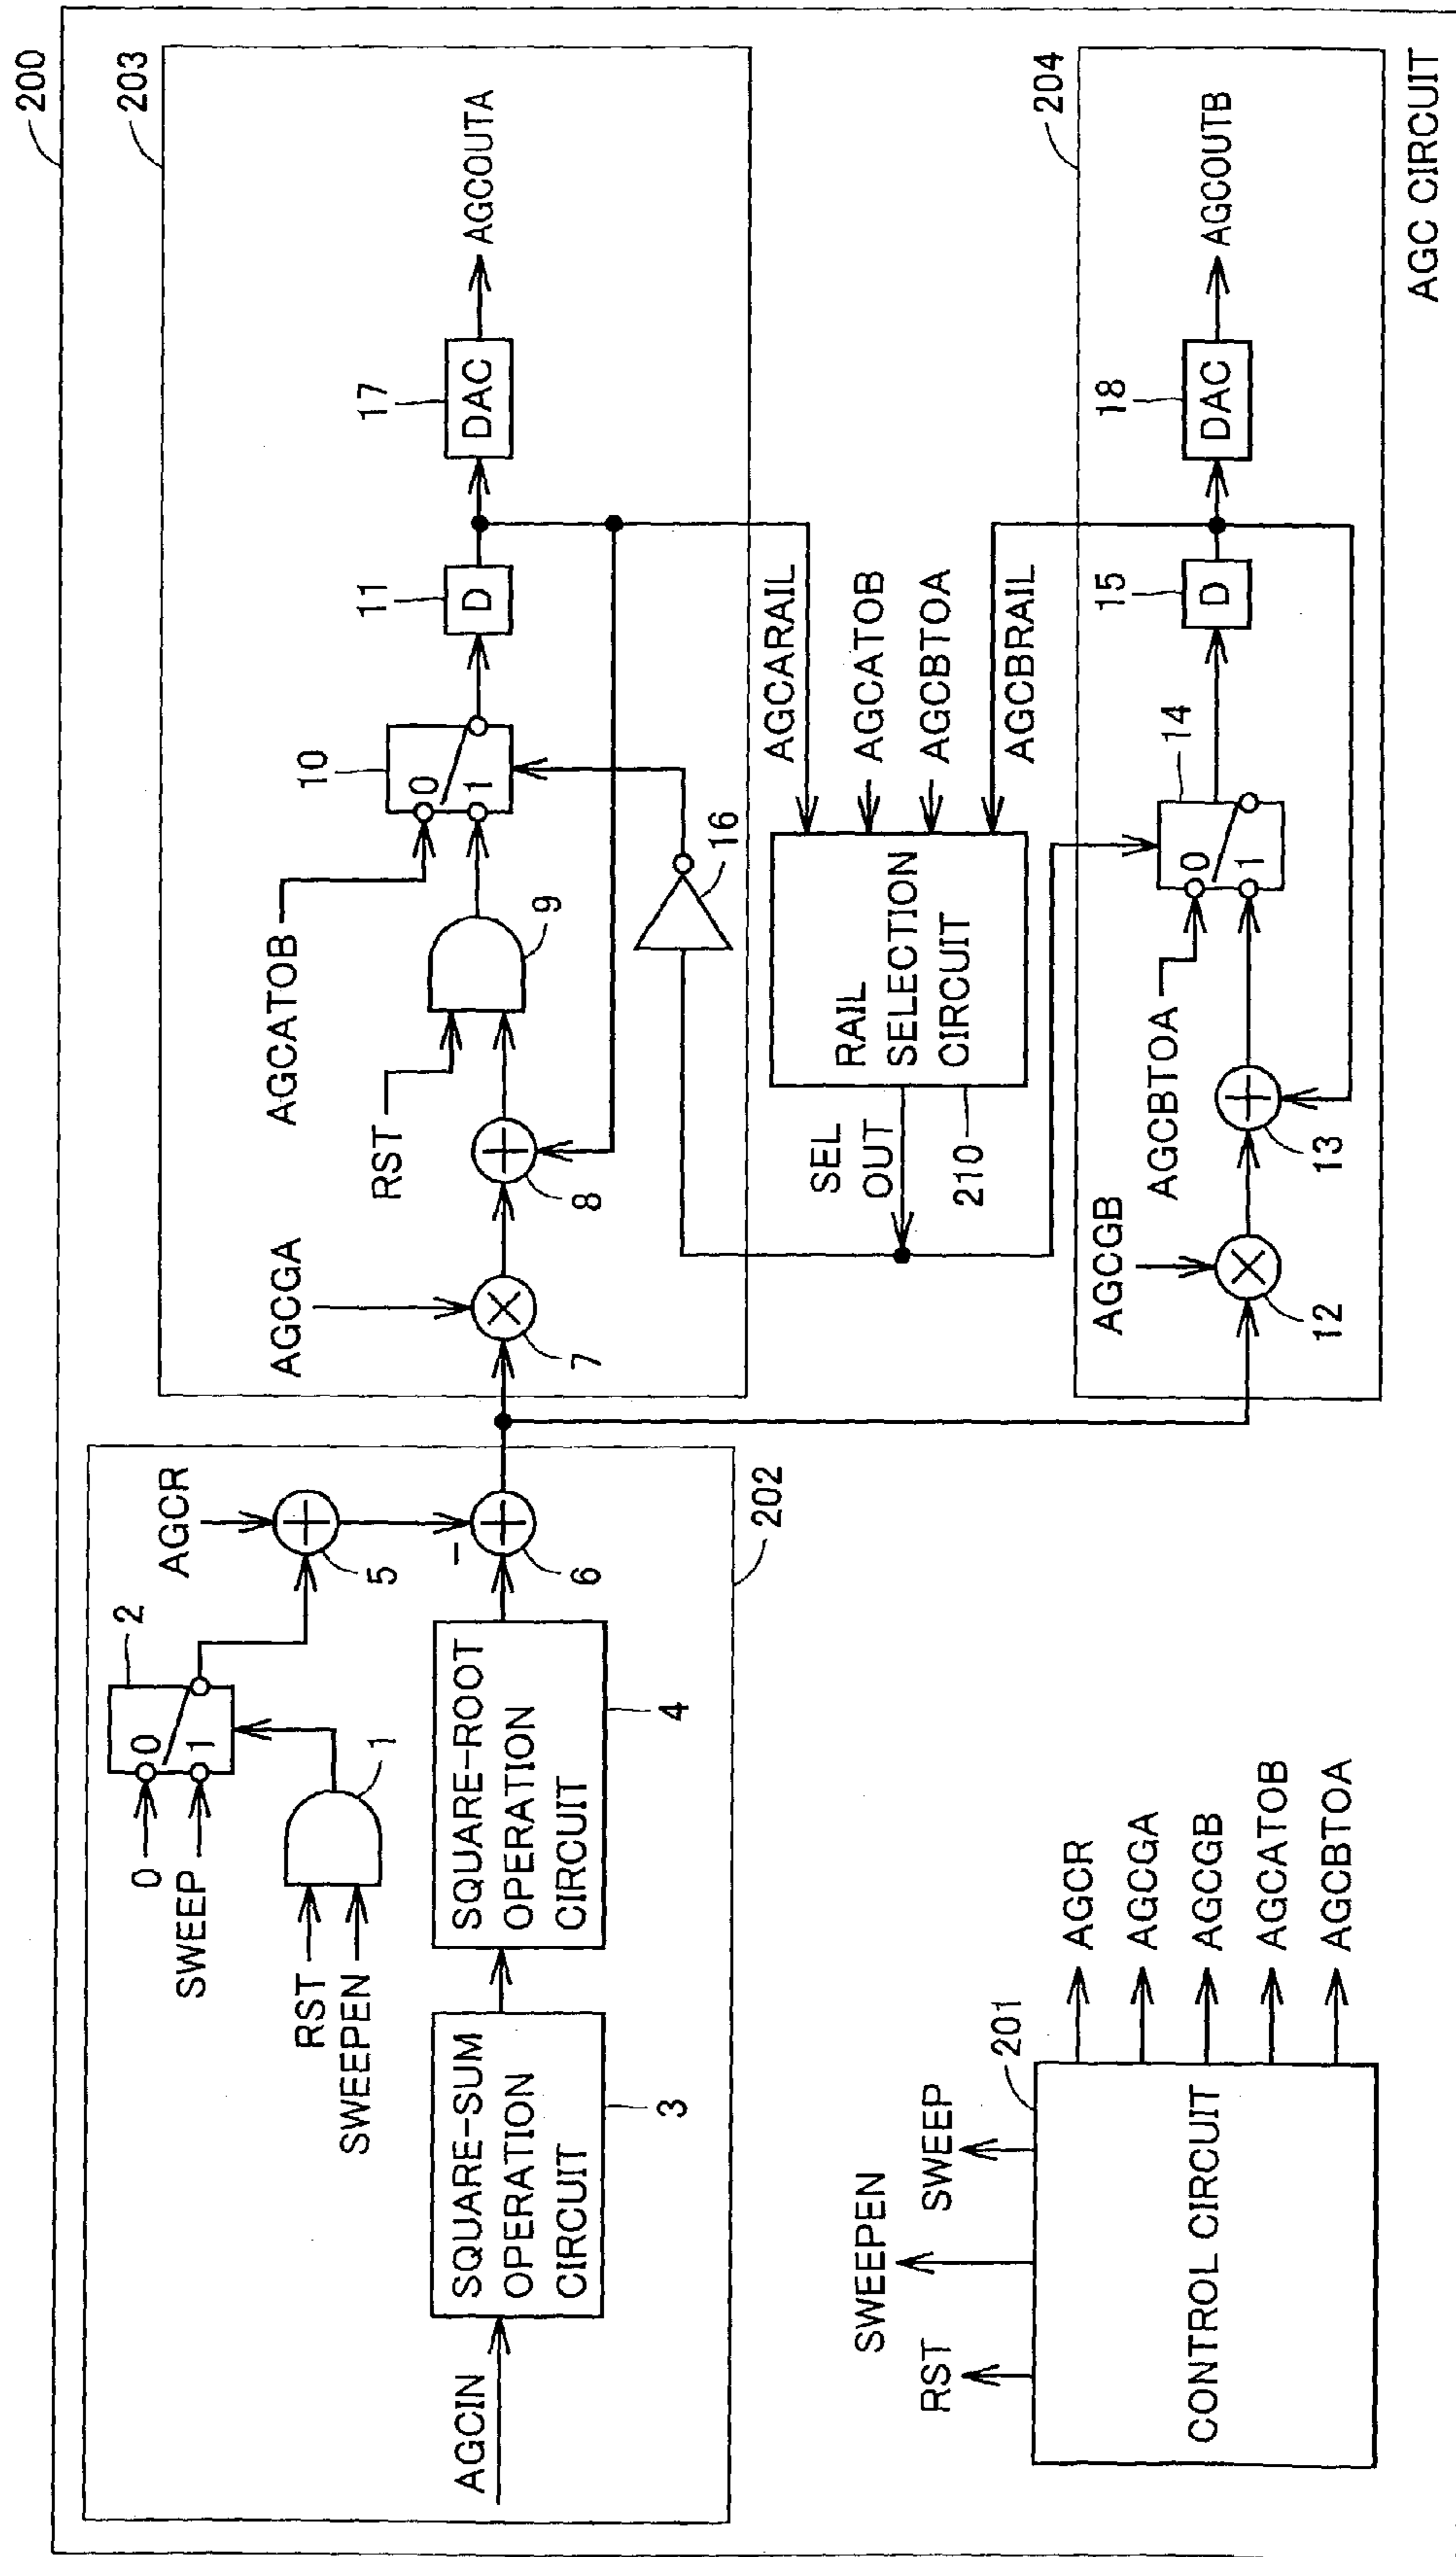 200
202
AGCIN
SQUARE-SUM
OPERATION
CIRCUIT
3
SQUARE-ROOT
OPERATION
CIRCUIT
4
RST
SWEEPEN
1
0
SWEEP
0
1
2
AGCR
5
-
6
203
AGCGA
7
8
RST
9
AGCATOB
0
1
10
D
11
DAC
17
AGCOUTA
16
SEL
OUT
210
RAIL
SELECTION
CIRCUIT
AGCARAIL
AGCATOB
AGCBTOA
AGCBRAIL
204
AGCGB
12
13
AGCBTOA
0
1
14
D
15
DAC
18
AGCOUTB
CONTROL CIRCUIT
201
RST
SWEEPEN
SWEEP
AGCR
AGCGA
AGCGB
AGCATOB
AGCBTOA
AGC CIRCUIT